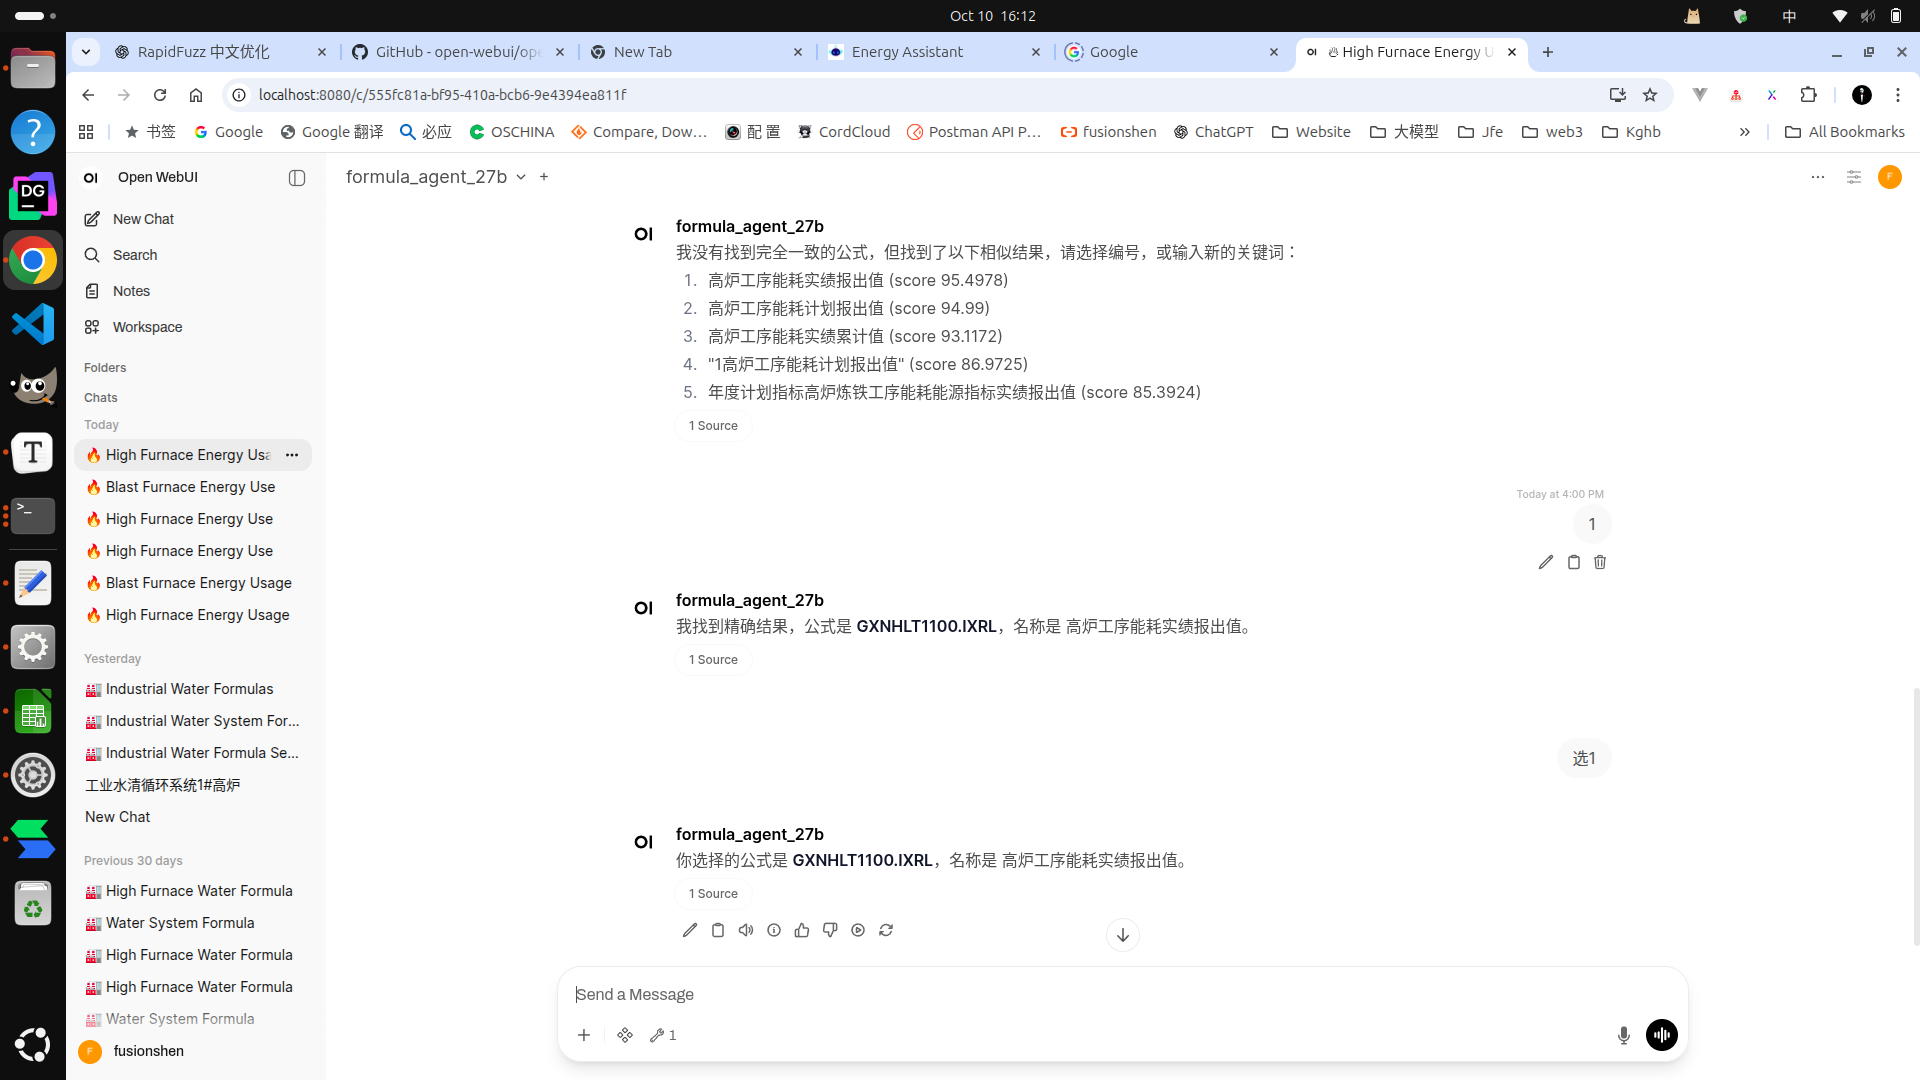 Oct 10 16:12
中
RapidFuzz 中文优化
GitHub - open-webui/ope
New Tab
Energy Assistant
Google
🔥 High Furnace Energy U
localhost:8080/c/555fc81a-bf95-410a-bcb6-9e4394ea811f
书签
Google
Google 翻译
必应
OSCHINA
Compare, Dow…
配 置
CordCloud
Postman API P…
fusionshen
ChatGPT
Website
大模型
Jfe
web3
Kghb
All Bookmarks
OI
Open WebUI
New Chat
Search
Notes
Workspace
Folders
Chats
Today
🔥 High Furnace Energy Usa
🔥 Blast Furnace Energy Use
🔥 High Furnace Energy Use
🔥 High Furnace Energy Use
🔥 Blast Furnace Energy Usage
🔥 High Furnace Energy Usage
Yesterday
🏭 Industrial Water Formulas
🏭 Industrial Water System For...
🏭 Industrial Water Formula Se...
工业水清循环系统1#高炉
New Chat
Previous 30 days
🏭 High Furnace Water Formula
🏭 Water System Formula
🏭 High Furnace Water Formula
🏭 High Furnace Water Formula
🏭 Water System Formula
F
fusionshen
formula_agent_27b
F
OI
formula_agent_27b
我没有找到完全一致的公式，但找到了以下相似结果，请选择编号，或输入新的关键词：
1. 高炉工序能耗实绩报出值 (score 95.4978)
2. 高炉工序能耗计划报出值 (score 94.99)
3. 高炉工序能耗实绩累计值 (score 93.1172)
4. "1高炉工序能耗计划报出值" (score 86.9725)
5. 年度计划指标高炉炼铁工序能耗能源指标实绩报出值 (score 85.3924)
1 Source
Today at 4:00 PM
1
OI
formula_agent_27b
我找到精确结果，公式是 GXNHLT1100.IXRL，名称是 高炉工序能耗实绩报出值。
1 Source
选1
OI
formula_agent_27b
你选择的公式是 GXNHLT1100.IXRL，名称是 高炉工序能耗实绩报出值。
1 Source
Send a Message
1
DG
T